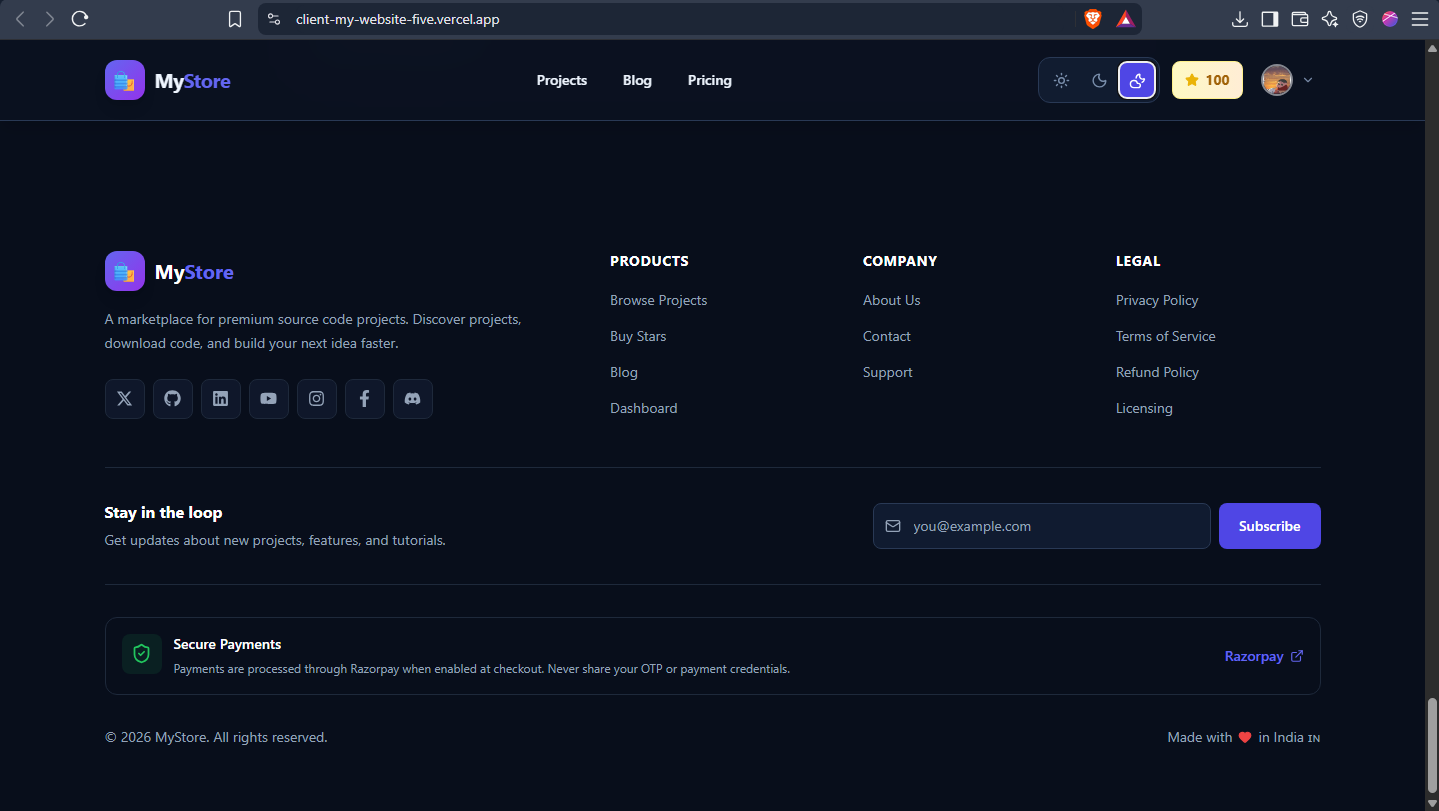 client-my-website-five.vercel.app
MyStore
Projects
Blog
Pricing
100
MyStore
A marketplace for premium source code projects. Discover projects,
download code, and build your next idea faster.
PRODUCTS
Browse Projects
Buy Stars
Blog
Dashboard
COMPANY
About Us
Contact
Support
LEGAL
Privacy Policy
Terms of Service
Refund Policy
Licensing
Stay in the loop
Get updates about new projects, features, and tutorials.
you@example.com
Subscribe
Secure Payments
Payments are processed through Razorpay when enabled at checkout. Never share your OTP or payment credentials.
Razorpay
© 2026 MyStore. All rights reserved.
Made with ❤ in India IN